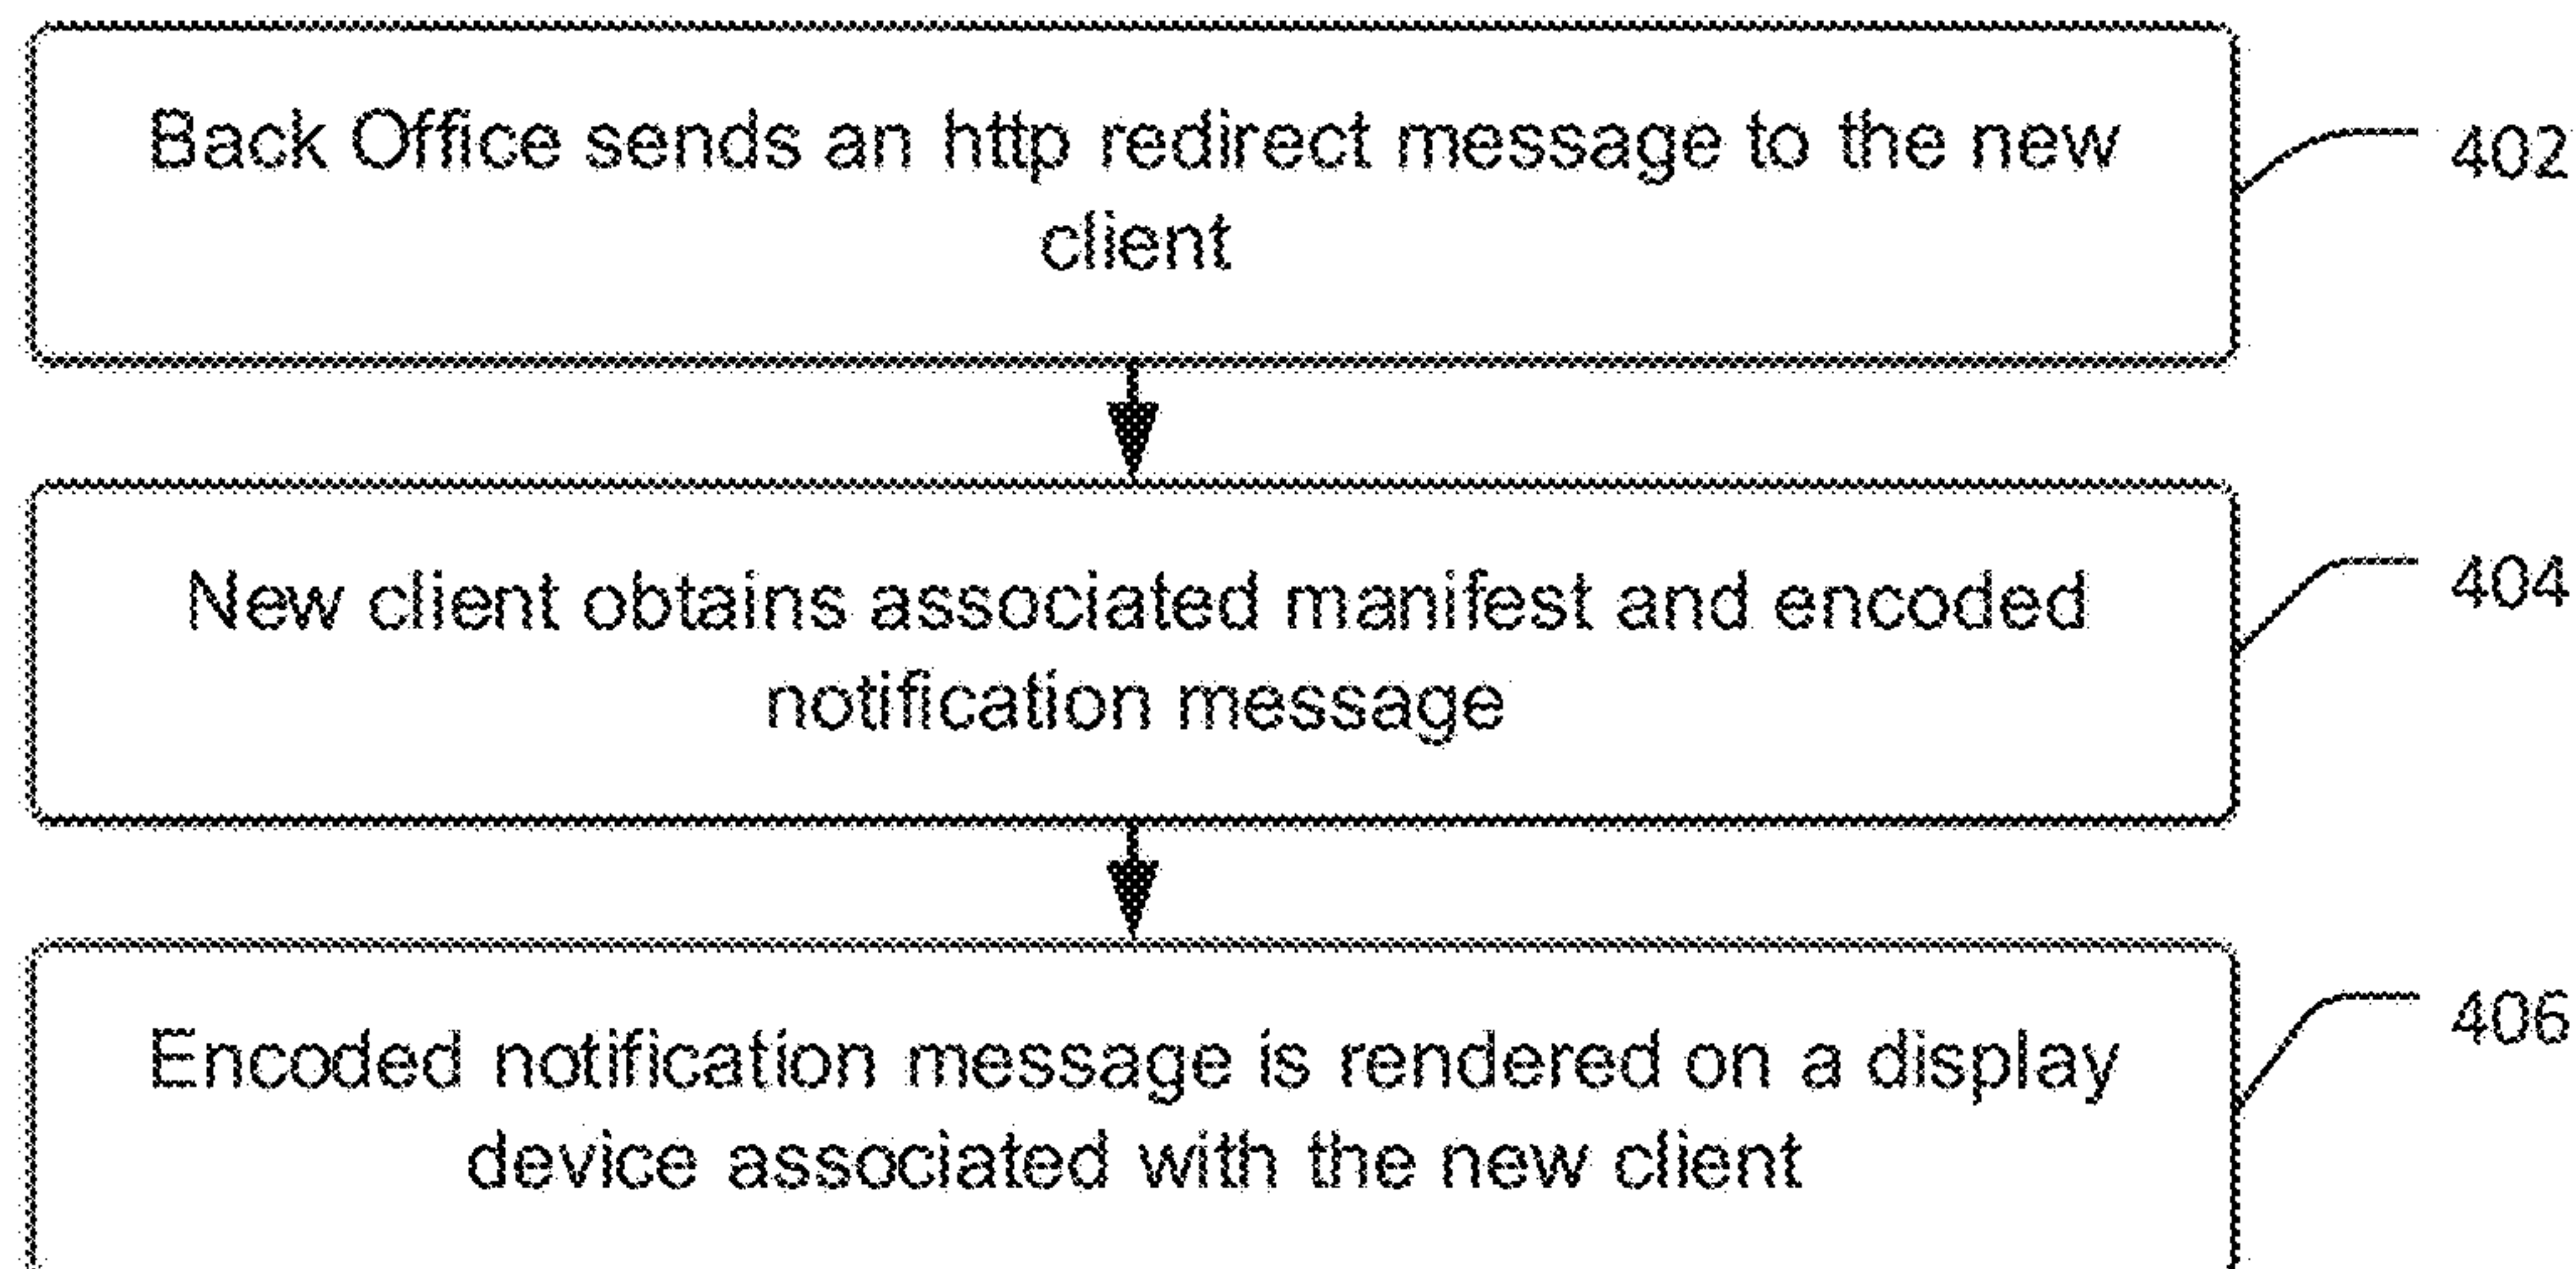 Back Office sends an http redirect message to the new
client
402
New client obtains associated manifest and encoded
notification message
404
Encoded notification message is rendered on a display
device associated with the new client
406